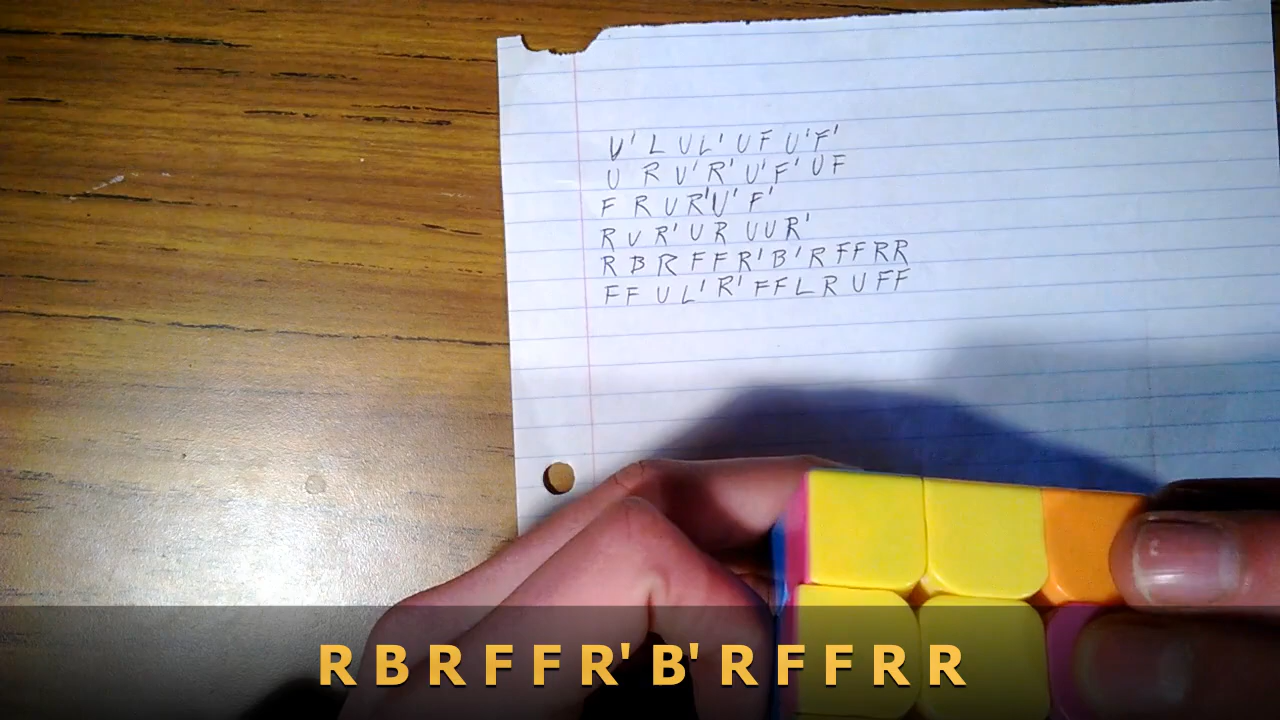 U' L U L' U F U' F'
U R U' R' U' F' U F
F R U R' U' F'
R U R' U R U U R'
R B R F F R' B' R F F R R
F F U L' R' F F L R U F F
R B R F F R' B' R F F R R